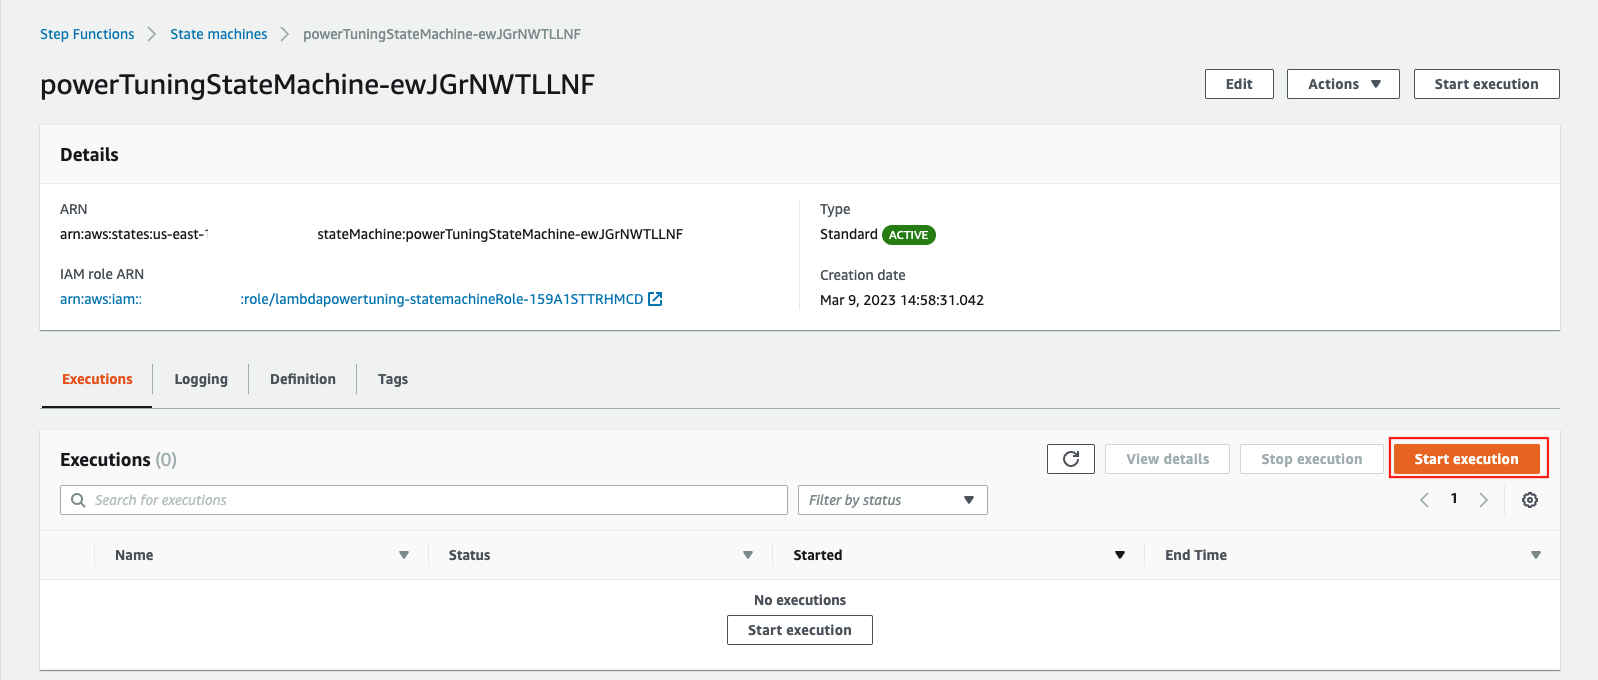 Step Functions > State machines > powerTuningStateMachine-ewJGrNWTLLNF
powerTuningStateMachine-ewJGrNWTLLNF
Edit
Actions
Start execution
Details
ARN
arn:aws:states:us-east-1 stateMachine:powerTuningStateMachine-ewJGrNWTLLNF
IAM role ARN
arn:aws:iam:: :role/lambdapowertuning-statemachineRole-159A1STTRHMCD
Type
Standard ACTIVE
Creation date
Mar 9, 2023 14:58:31.042
Executions
Logging
Definition
Tags
Executions (0)
View details
Stop execution
Start execution
Search for executions
Filter by status
1
Name
Status
Started
End Time
No executions
Start execution